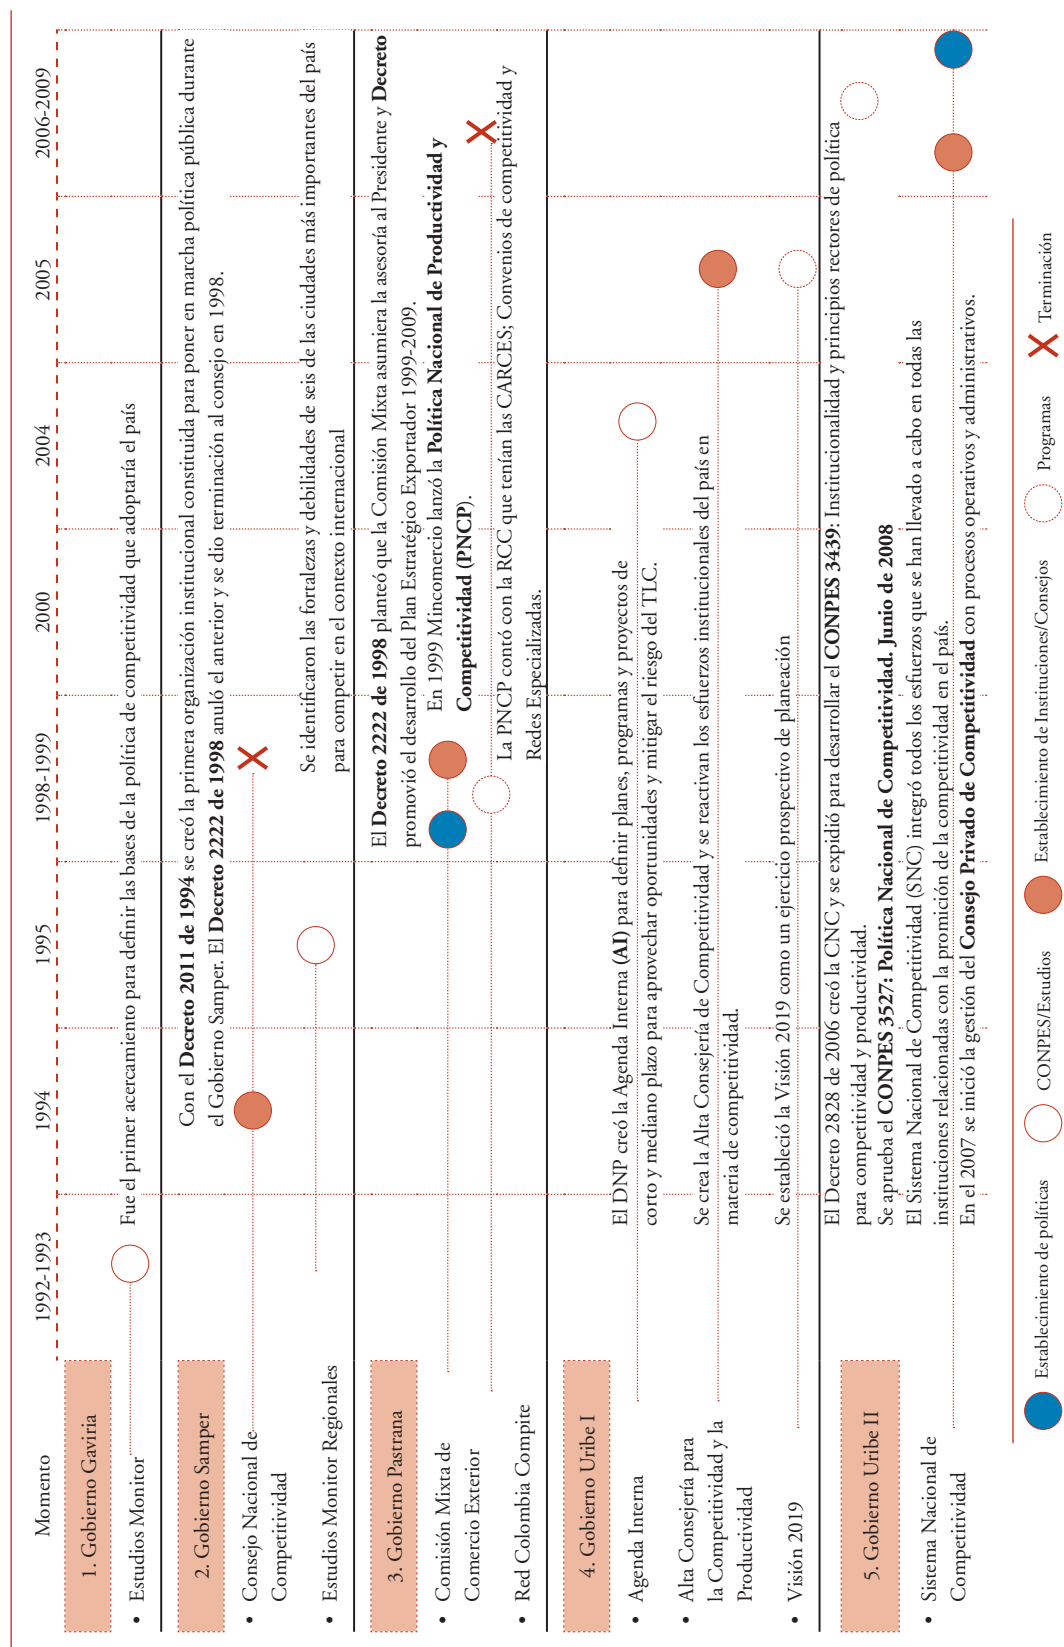 Momento
1992-1993
1994
1995
1998-1999
2000
2004
2005
2006-2009
1. Gobierno Gaviria
• Estudios Monitor
Fue el primer acercamiento para definir las bases de la política de competitividad que adoptaría el país
2. Gobierno Samper
Con el Decreto 2011 de 1994 se creó la primera organización institucional constituida para poner en marcha política pública durante
el Gobierno Samper. El Decreto 2222 de 1998 anuló el anterior y se dio terminación al consejo en 1998.
• Consejo Nacional de
Competitividad
X
• Estudios Monitor Regionales
Se identificaron las fortalezas y debilidades de seis de las ciudades más importantes del país
para competir en el contexto internacional
3. Gobierno Pastrana
El Decreto 2222 de 1998 planteó que la Comisión Mixta asumiera la asesoría al Presidente y Decreto
promovió el desarrollo del Plan Estratégico Exportador 1999-2009.
• Comisión Mixta de
Comercio Exterior
En 1999 Mincomercio lanzó la Política Nacional de Productividad y
Competitividad (PNCP).
X
• Red Colombia Compite
La PNCP contó con la RCC que tenían las CARCES; Convenios de competitividad y
Redes Especializadas.
4. Gobierno Uribe I
• Agenda Interna
El DNP creó la Agenda Interna (AI) para definir planes, programas y proyectos de
corto y mediano plazo para aprovechar oportunidades y mitigar el riesgo del TLC.
• Alta Consejería para
la Competitividad y la
Productividad
Se crea la Alta Consejería de Competitividad y se reactivan los esfuerzos institucionales del país en
materia de competitividad.
• Visión 2019
Se estableció la Visión 2019 como un ejercicio prospectivo de planeación
5. Gobierno Uribe II
El Decreto 2828 de 2006 creó la CNC y se expidió para desarrollar el CONPES 3439: Institucionalidad y principios rectores de política
para competitividad y productividad.
Se aprueba el CONPES 3527: Política Nacional de Competitividad. Junio de 2008
• Sistema Nacional de
Competitividad
El Sistema Nacional de Competitividad (SNC) integró todos los esfuerzos que se han llevado a cabo en todas las
instituciones relacionadas con la promición de la competitividad en el país.
En el 2007 se inició la gestión del Consejo Privado de Competitividad con procesos operativos y administrativos.
Establecimiento de políticas
CONPES/Estudios
Establecimiento de Instituciones/Consejos
Programas
X Terminación